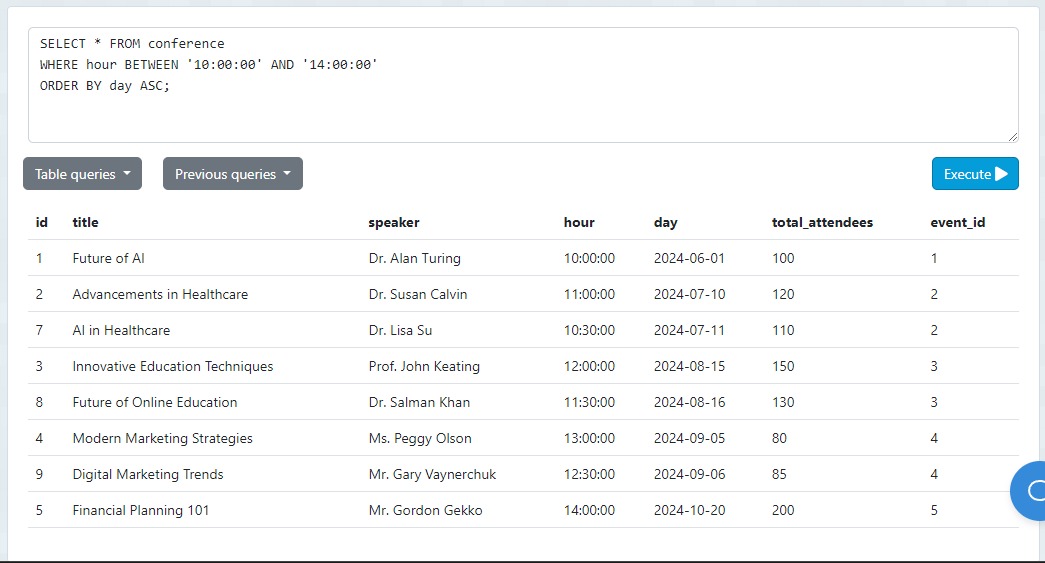 SELECT * FROM conference
WHERE hour BETWEEN '10:00:00' AND '14:00:00'
ORDER BY day ASC;
Table queries Previous queries Execute
id title speaker hour day total_attendees event_id
1 Future of AI Dr. Alan Turing 10:00:00 2024-06-01 100 1
2 Advancements in Healthcare Dr. Susan Calvin 11:00:00 2024-07-10 120 2
7 AI in Healthcare Dr. Lisa Su 10:30:00 2024-07-11 110 2
3 Innovative Education Techniques Prof. John Keating 12:00:00 2024-08-15 150 3
8 Future of Online Education Dr. Salman Khan 11:30:00 2024-08-16 130 3
4 Modern Marketing Strategies Ms. Peggy Olson 13:00:00 2024-09-05 80 4
9 Digital Marketing Trends Mr. Gary Vaynerchuk 12:30:00 2024-09-06 85 4
5 Financial Planning 101 Mr. Gordon Gekko 14:00:00 2024-10-20 200 5